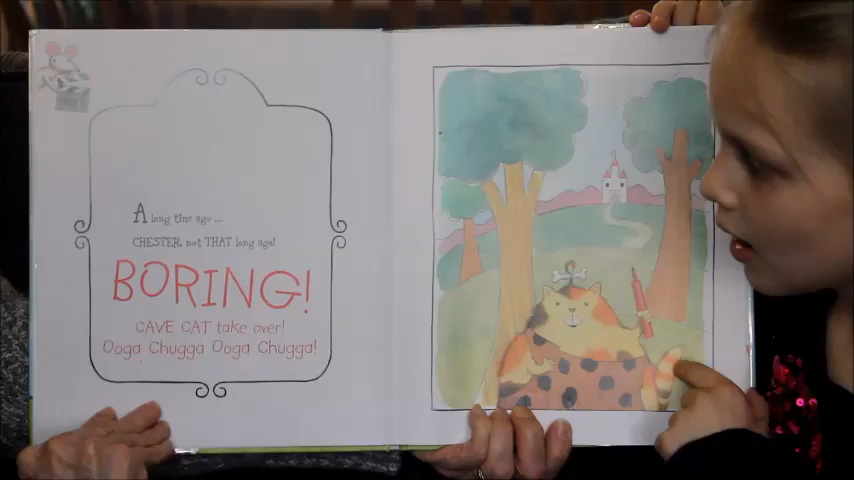 A long time ago ...
CHESTER, not THAT long ago!
BORING!
CAVE CAT take over!
Ooga Chugga Ooga Chugga!